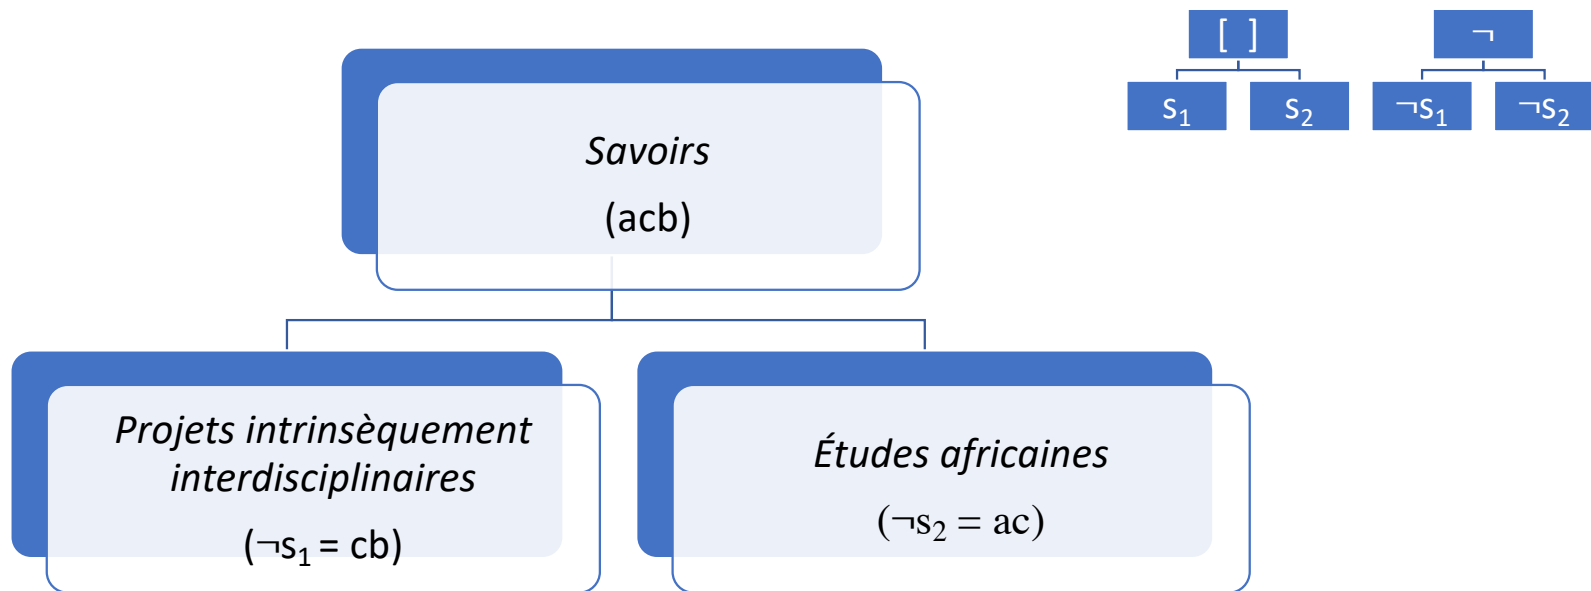 [ ]
¬
s₁
s₂
¬s₁
¬s₂
Savoirs
(acb)
Projets intrinsèquement
interdisciplinaires
(¬s₁ = cb)
Études africaines
(¬s₂ = ac)